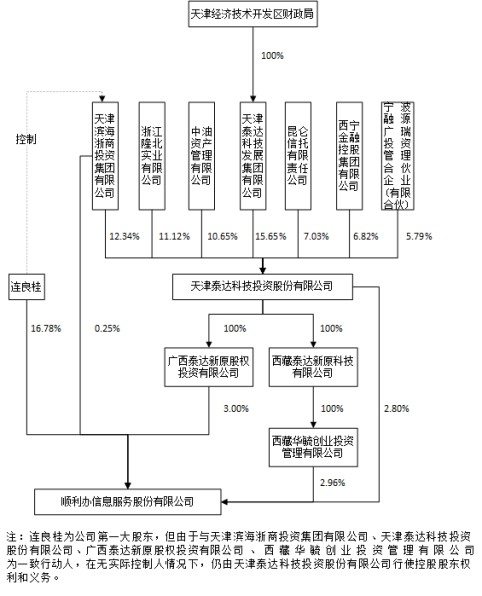 天津经济技术开发区财政局
100%
控制
天津
滨海
浙商
投资
集团
有限
公司
浙江
隆北
实业
有限
公司
中油
资产
管理
有限
公司
天津
泰达
科技
发展
集团
有限
公司
昆仑
信托
有限
责任
公司
西宁
金融
控股
集团
有限
公司
宁波
融源
广瑞
投资
管理
合伙
企业
(有限
合伙)
12.34%
11.12%
10.65%
15.65%
7.03%
6.82%
5.79%
连良桂
天津泰达科技投资股份有限公司
16.78%
0.25%
100%
100%
广西泰达新原股权
投资有限公司
西藏泰达新原科技
有限公司
3.00%
100%
2.80%
西藏华毓创业投资
管理有限公司
2.96%
顺利办信息服务股份有限公司
注：连良桂为公司第一大股东，但由于与天津滨海浙商投资集团有限公司、天津泰达科技投资
股份有限公司、广西泰达新原股权投资有限公司、西藏华毓创业投资管理有限公司
为一致行动人，在无实际控制人情况下，仍由天津泰达科技投资股份有限公司行使控股股东权
利和义务。